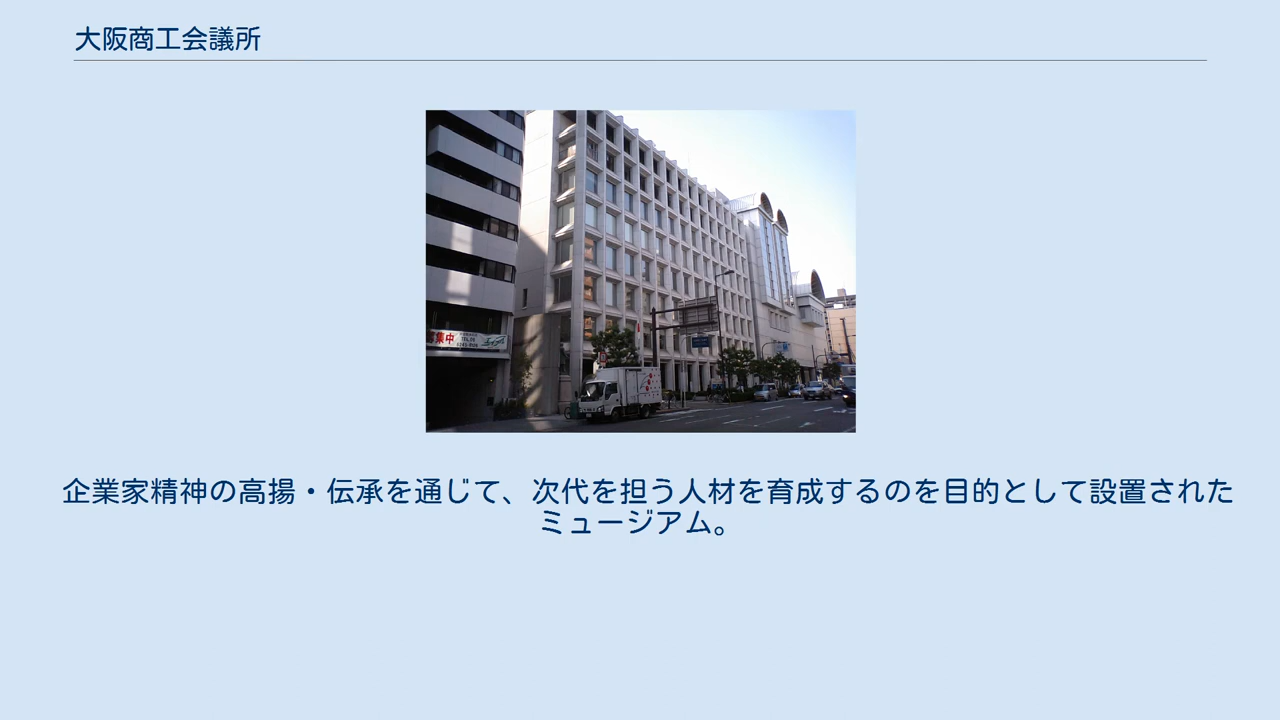 大阪商工会議所
集中
企業家精神の高揚・伝承を通じて、次代を担う人材を育成するのを目的として設置された
ミュージアム。